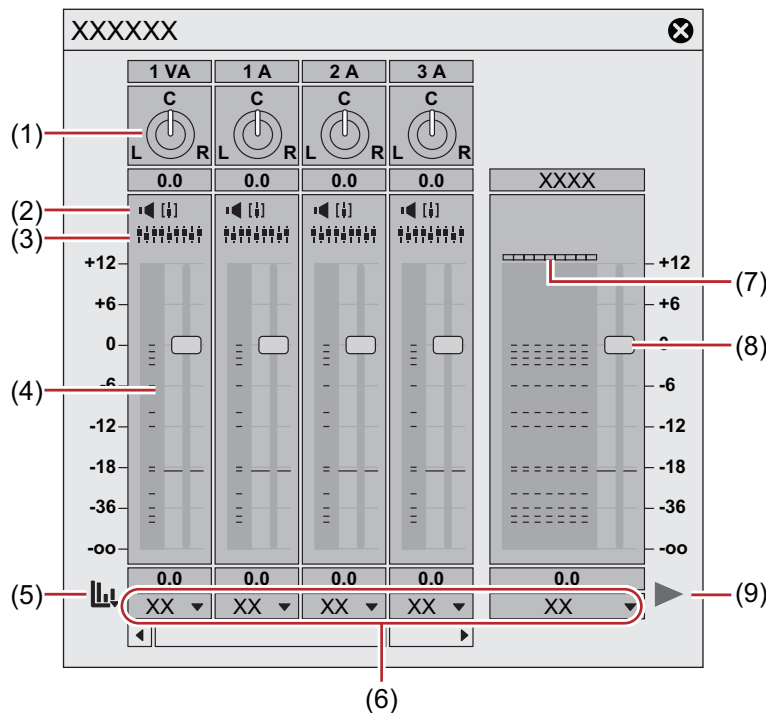 XXXXXX
1 VA 1 A 2 A 3 A
C C C C
(1)
L R L R L R L R
0.0 0.0 0.0 0.0 XXXX
(2)
(3)
+12 +12
(7)
+6 +6
0 0 (8)
(4) -6 -6
-12 -12
-18 -18
-36 -36
-oo -oo
0.0 0.0 0.0 0.0 0.0
(5) XX XX XX XX XX (9)
(6)